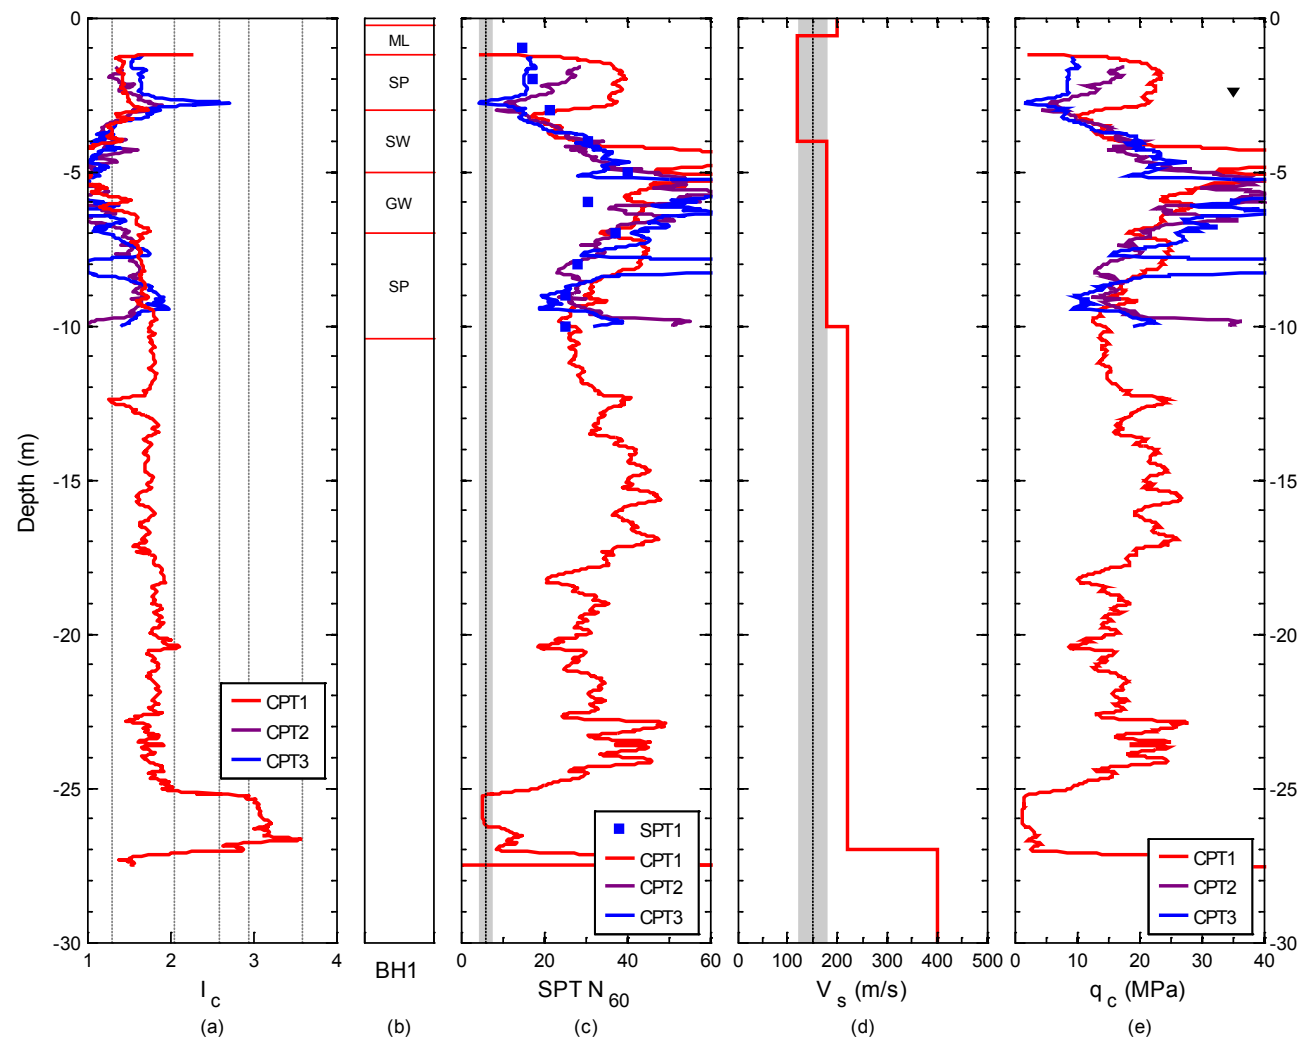 0
-5
-10
-15
-20
-25
-30
Depth (m)
1
2
3
4
I c
(a)
CPT1
CPT2
CPT3
ML
SP
SW
GW
SP
BH1
(b)
0
20
40
60
SPT N 60
(c)
SPT1
CPT1
CPT2
CPT3
0
100
200
300
400
500
V s (m/s)
(d)
0
10
20
30
40
q c (MPa)
(e)
CPT1
CPT2
CPT3
0
-5
-10
-15
-20
-25
-30